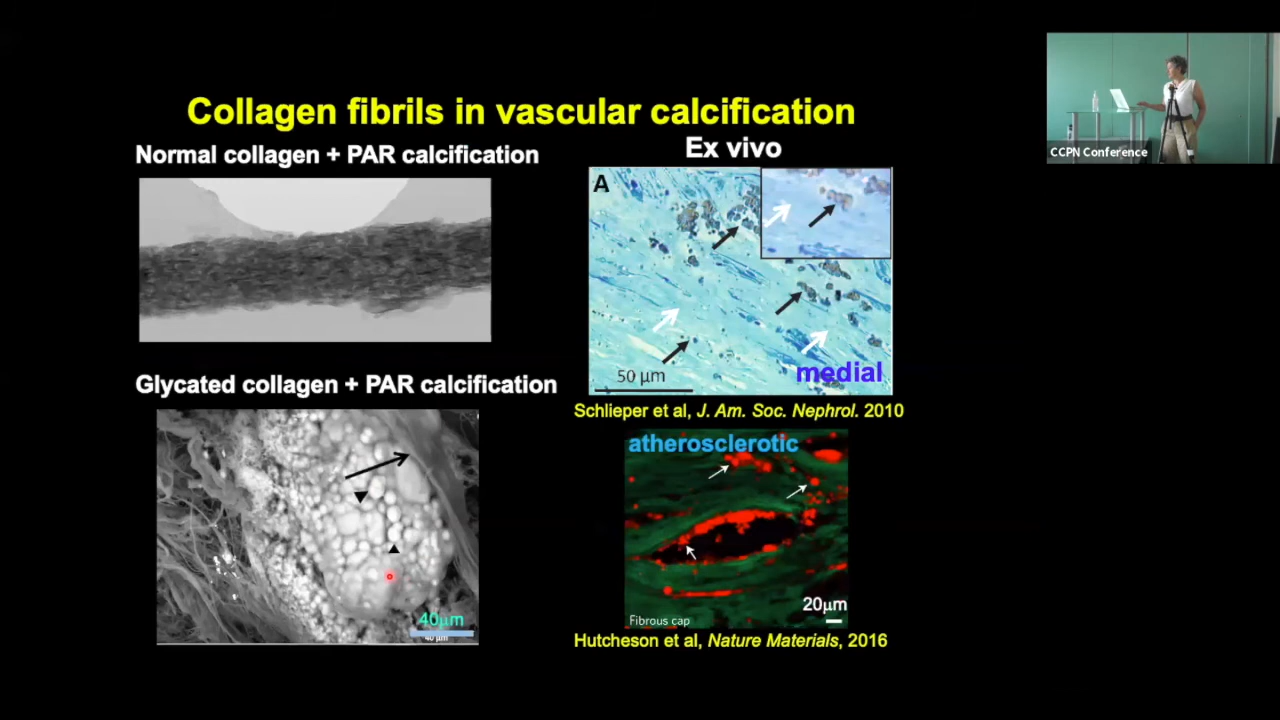 Collagen fibrils in vascular calcification
Normal collagen + PAR calcification
Ex vivo
A
50 μm
medial
Schlieper et al, J. Am. Soc. Nephrol. 2010
Glycated collagen + PAR calcification
40μm
40 μm
atherosclerotic
20μm
Fibrous cap
Hutcheson et al, Nature Materials, 2016
CCPN Conference